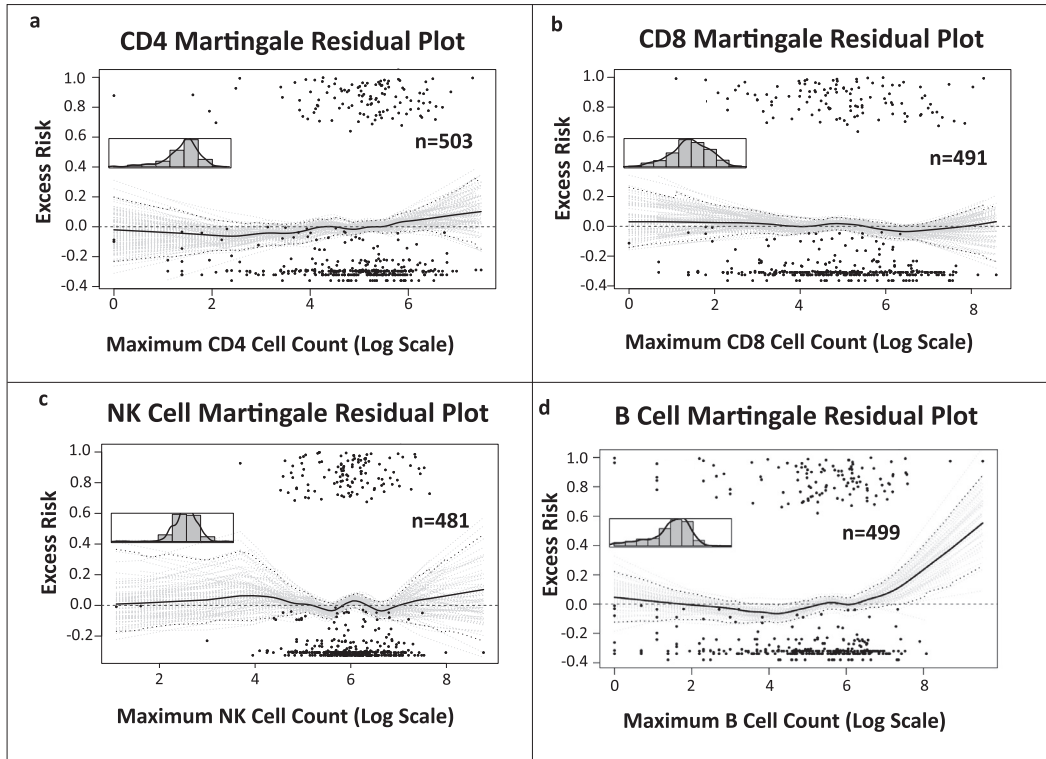 a
CD4 Martingale Residual Plot
1.0
0.8
0.6
0.4
0.2
0.0
-0.2
-0.4
Excess Risk
n=503
0 2 4 6
Maximum CD4 Cell Count (Log Scale)
b
CD8 Martingale Residual Plot
1.0
0.8
0.6
0.4
0.2
0.0
-0.2
-0.4
Excess Risk
n=491
0 2 4 6 8
Maximum CD8 Cell Count (Log Scale)
c
NK Cell Martingale Residual Plot
1.0
0.8
0.6
0.4
0.2
0.0
-0.2
Excess Risk
n=481
2 4 6 8
Maximum NK Cell Count (Log Scale)
d
B Cell Martingale Residual Plot
1.0
0.8
0.6
0.4
0.2
0.0
-0.2
-0.4
Excess Risk
n=499
0 2 4 6 8
Maximum B Cell Count (Log Scale)